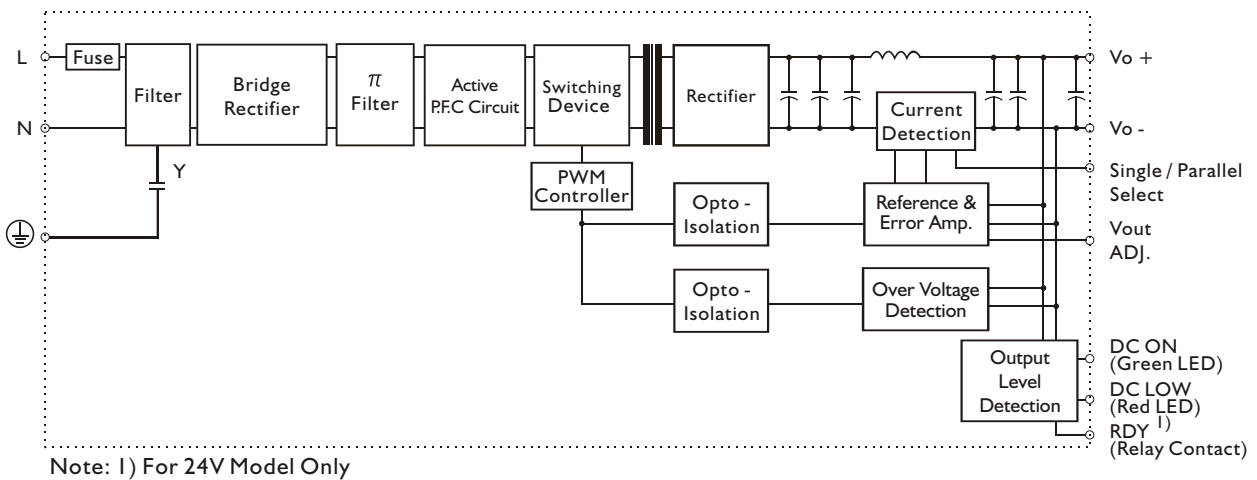 L
Fuse
N
Filter
Bridge
Rectifier
π
Filter
Active
P.F.C Circuit
Switching
Device
Rectifier
Current
Detection
Vo +
Vo -
Y
PWM
Controller
Opto -
Isolation
Reference &
Error Amp.
Single / Parallel
Select
Vout
ADJ.
Opto -
Isolation
Over Voltage
Detection
Output
Level
Detection
DC ON
(Green LED)
DC LOW
(Red LED)
RDY 1)
(Relay Contact)
Note: 1) For 24V Model Only